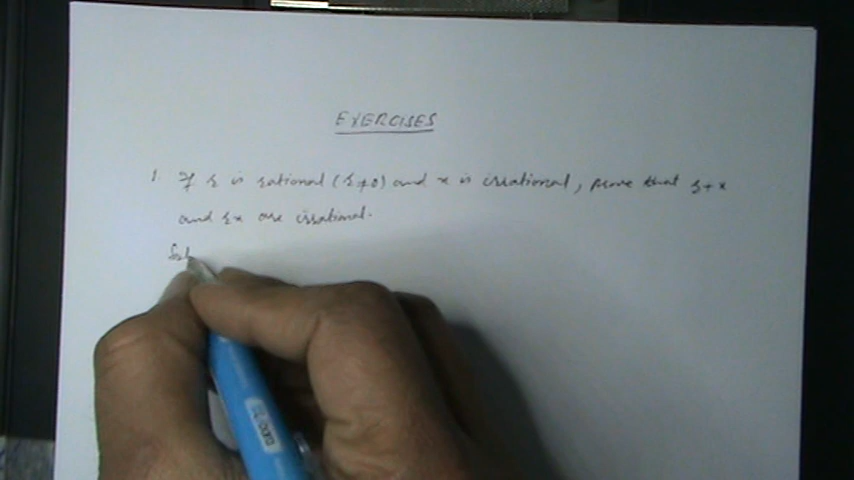 EXERCISES
1. If r is rational (r≠0) and x is irrational, prove that r+x
and rx are irrational.
Sol